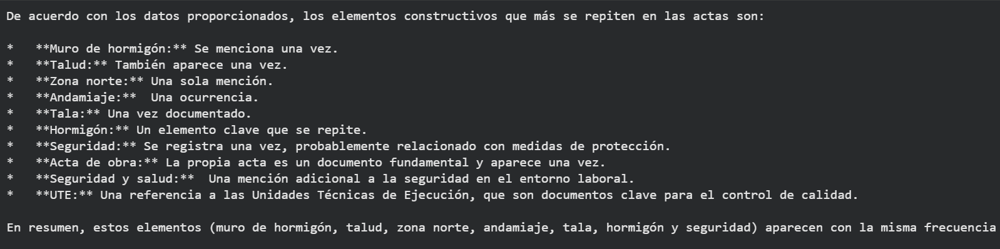 De acuerdo con los datos proporcionados, los elementos constructivos que más se repiten en las actas son:
*   **Muro de hormigón:** Se menciona una vez.
*   **Talud:** También aparece una vez.
*   **Zona norte:** Una sola mención.
*   **Andamiaje:**  Una ocurrencia.
*   **Tala:** Una vez documentado.
*   **Hormigón:** Un elemento clave que se repite.
*   **Seguridad:** Se registra una vez, probablemente relacionado con medidas de protección.
*   **Acta de obra:** La propia acta es un documento fundamental y aparece una vez.
*   **Seguridad y salud:**  Una mención adicional a la seguridad en el entorno laboral.
*   **UTE:** Una referencia a las Unidades Técnicas de Ejecución, que son documentos clave para el control de calidad.
En resumen, estos elementos (muro de hormigón, talud, zona norte, andamiaje, tala, hormigón y seguridad) aparecen con la misma frecuencia